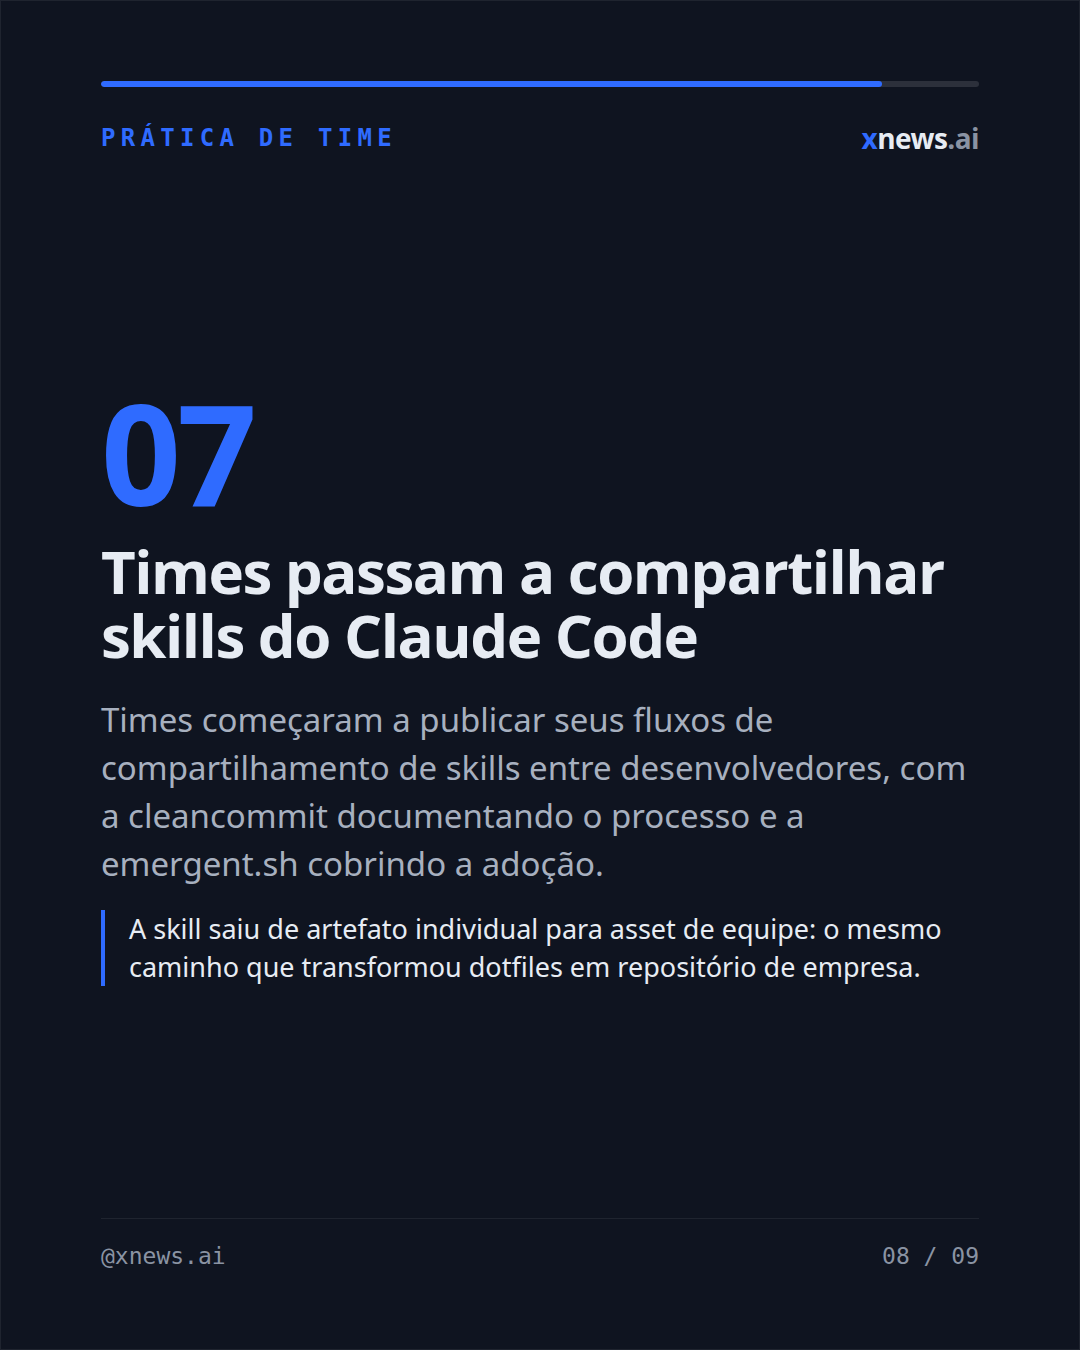 PRÁTICA DE TIME
xnews.ai
07
Times passam a compartilhar
skills do Claude Code
Times começaram a publicar seus fluxos de
compartilhamento de skills entre desenvolvedores, com
a cleancommit documentando o processo e a
emergent.sh cobrindo a adoção.
A skill saiu de artefato individual para asset de equipe: o mesmo
caminho que transformou dotfiles em repositório de empresa.
@xnews.ai
08 / 09